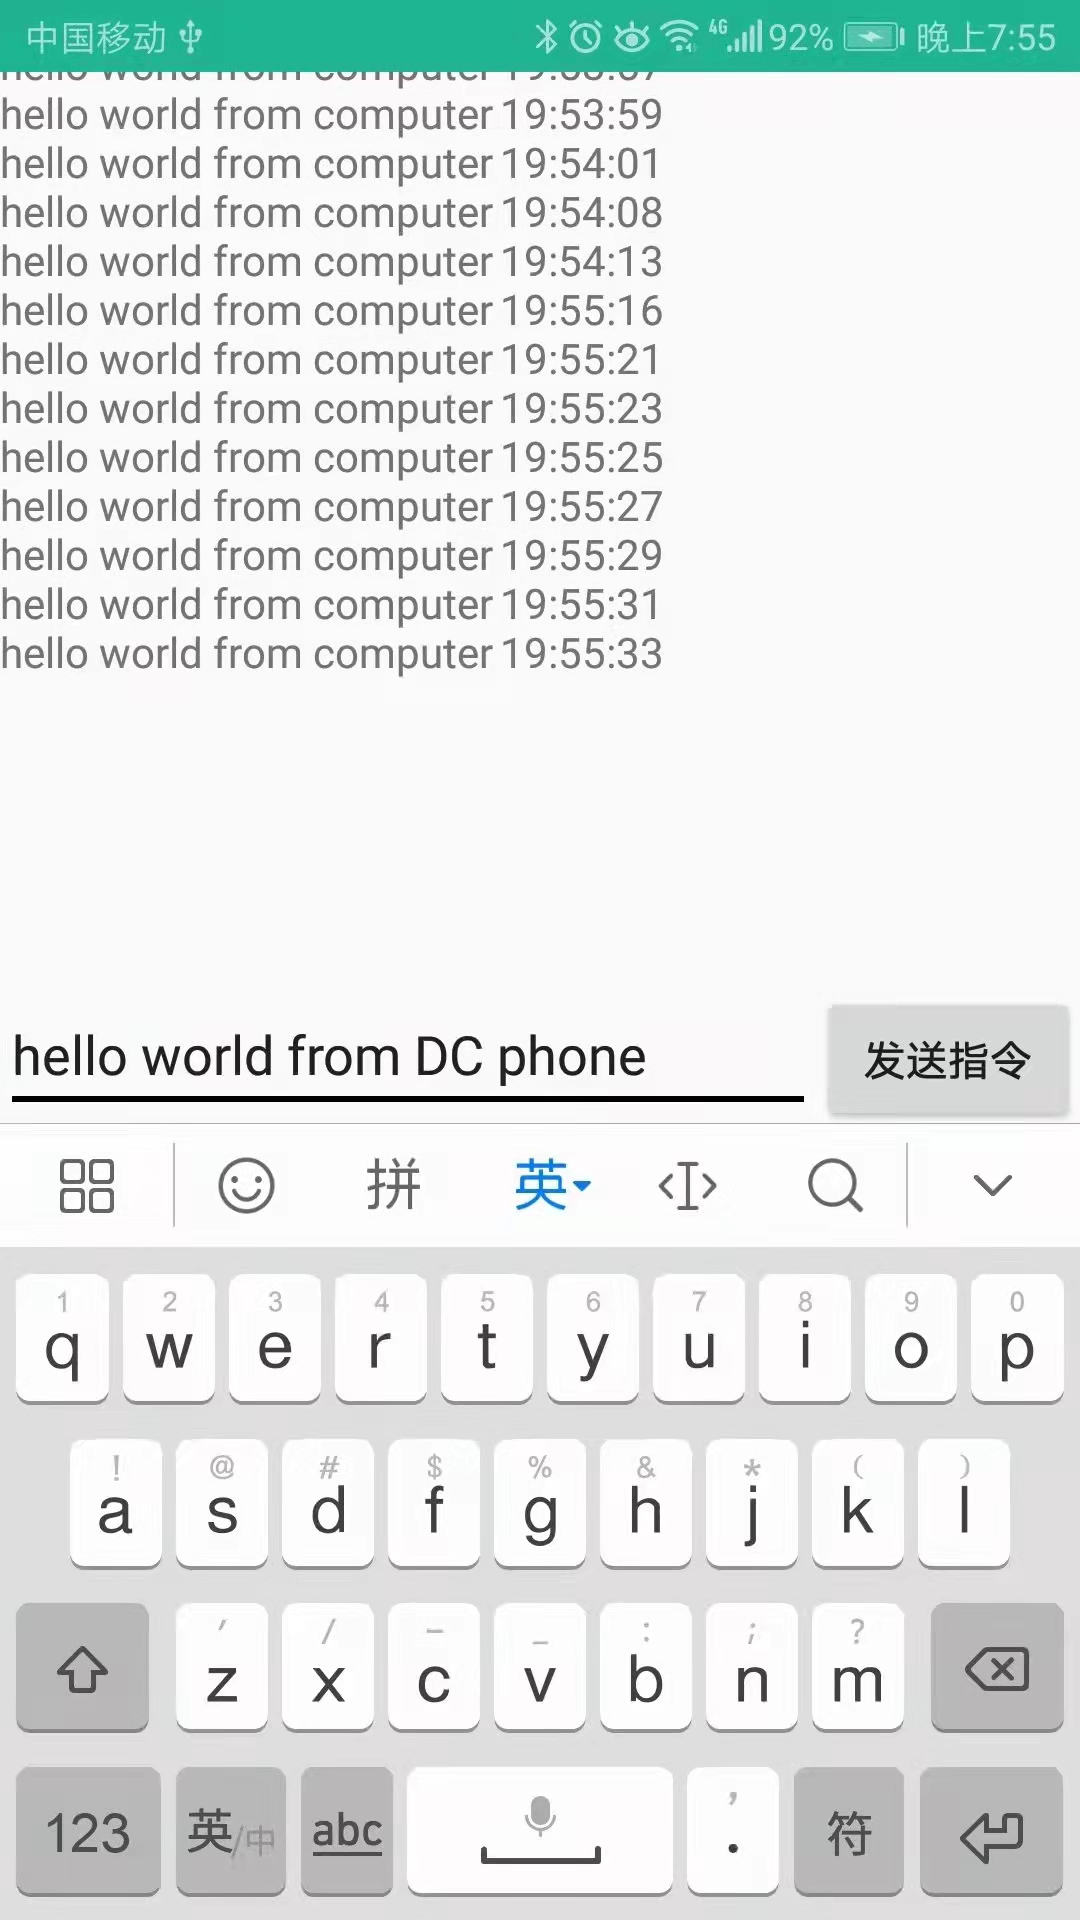 中国移动 4G 92% 晚上7:55
hello world from computer
hello world from computer 19:53:59
hello world from computer 19:54:01
hello world from computer 19:54:08
hello world from computer 19:54:13
hello world from computer 19:55:16
hello world from computer 19:55:21
hello world from computer 19:55:23
hello world from computer 19:55:25
hello world from computer 19:55:27
hello world from computer 19:55:29
hello world from computer 19:55:31
hello world from computer 19:55:33
hello world from DC phone 发送指令
拼 英
1 2 3 4 5 6 7 8 9 0
q w e r t y u i o p
! @ # $ % & * ( )
a s d f g h j k l
' / - _ : ; ?
z x c v b n m
123 英/中 abc , . 符